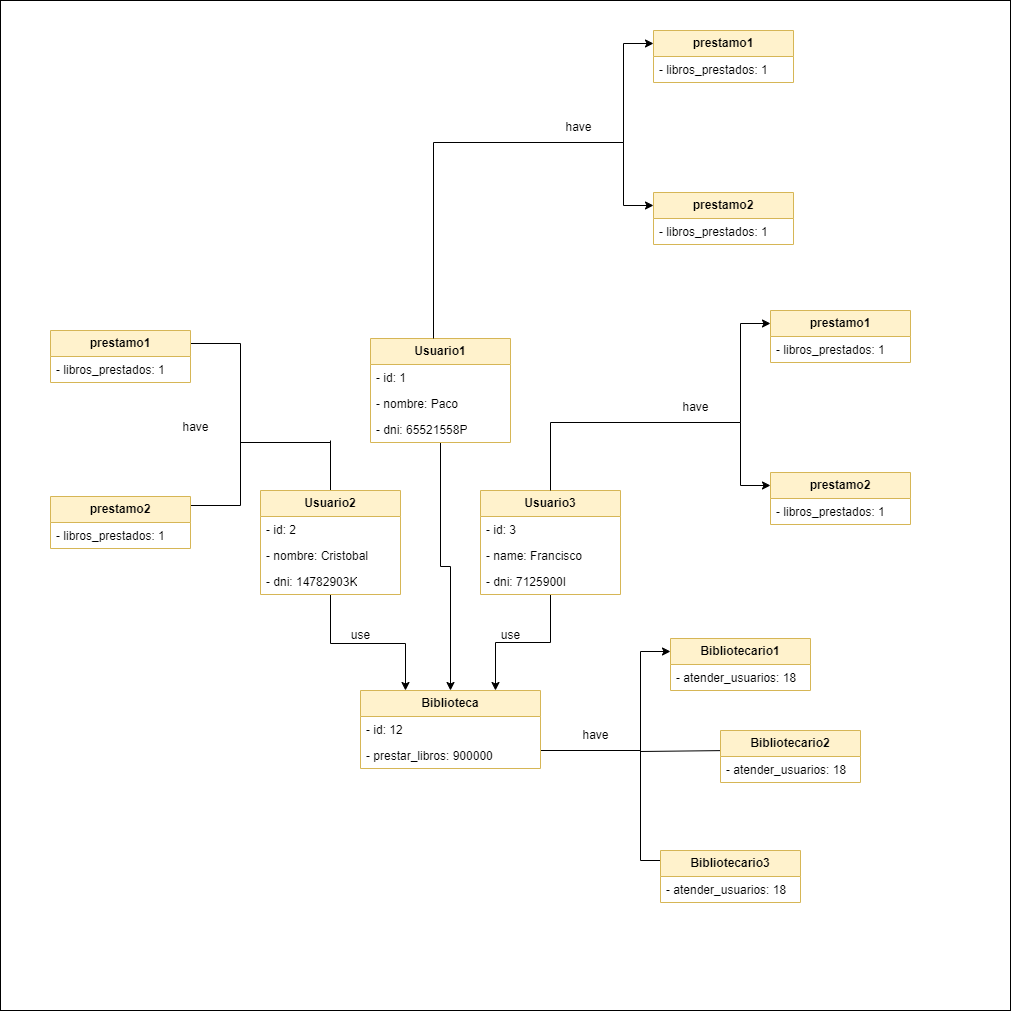 prestamo1
- libros_prestados: 1
have
prestamo2
- libros_prestados: 1
prestamo1
- libros_prestados: 1
prestamo1
- libros_prestados: 1
Usuario1
- id: 1
- nombre: Paco
- dni: 65521558P
have
have
prestamo2
- libros_prestados: 1
prestamo2
- libros_prestados: 1
Usuario2
- id: 2
- nombre: Cristobal
- dni: 14782903K
Usuario3
- id: 3
- name: Francisco
- dni: 7125900I
use
use
Biblioteca
- id: 12
- prestar_libros: 900000
have
Bibliotecario1
- atender_usuarios: 18
Bibliotecario2
- atender_usuarios: 18
Bibliotecario3
- atender_usuarios: 18